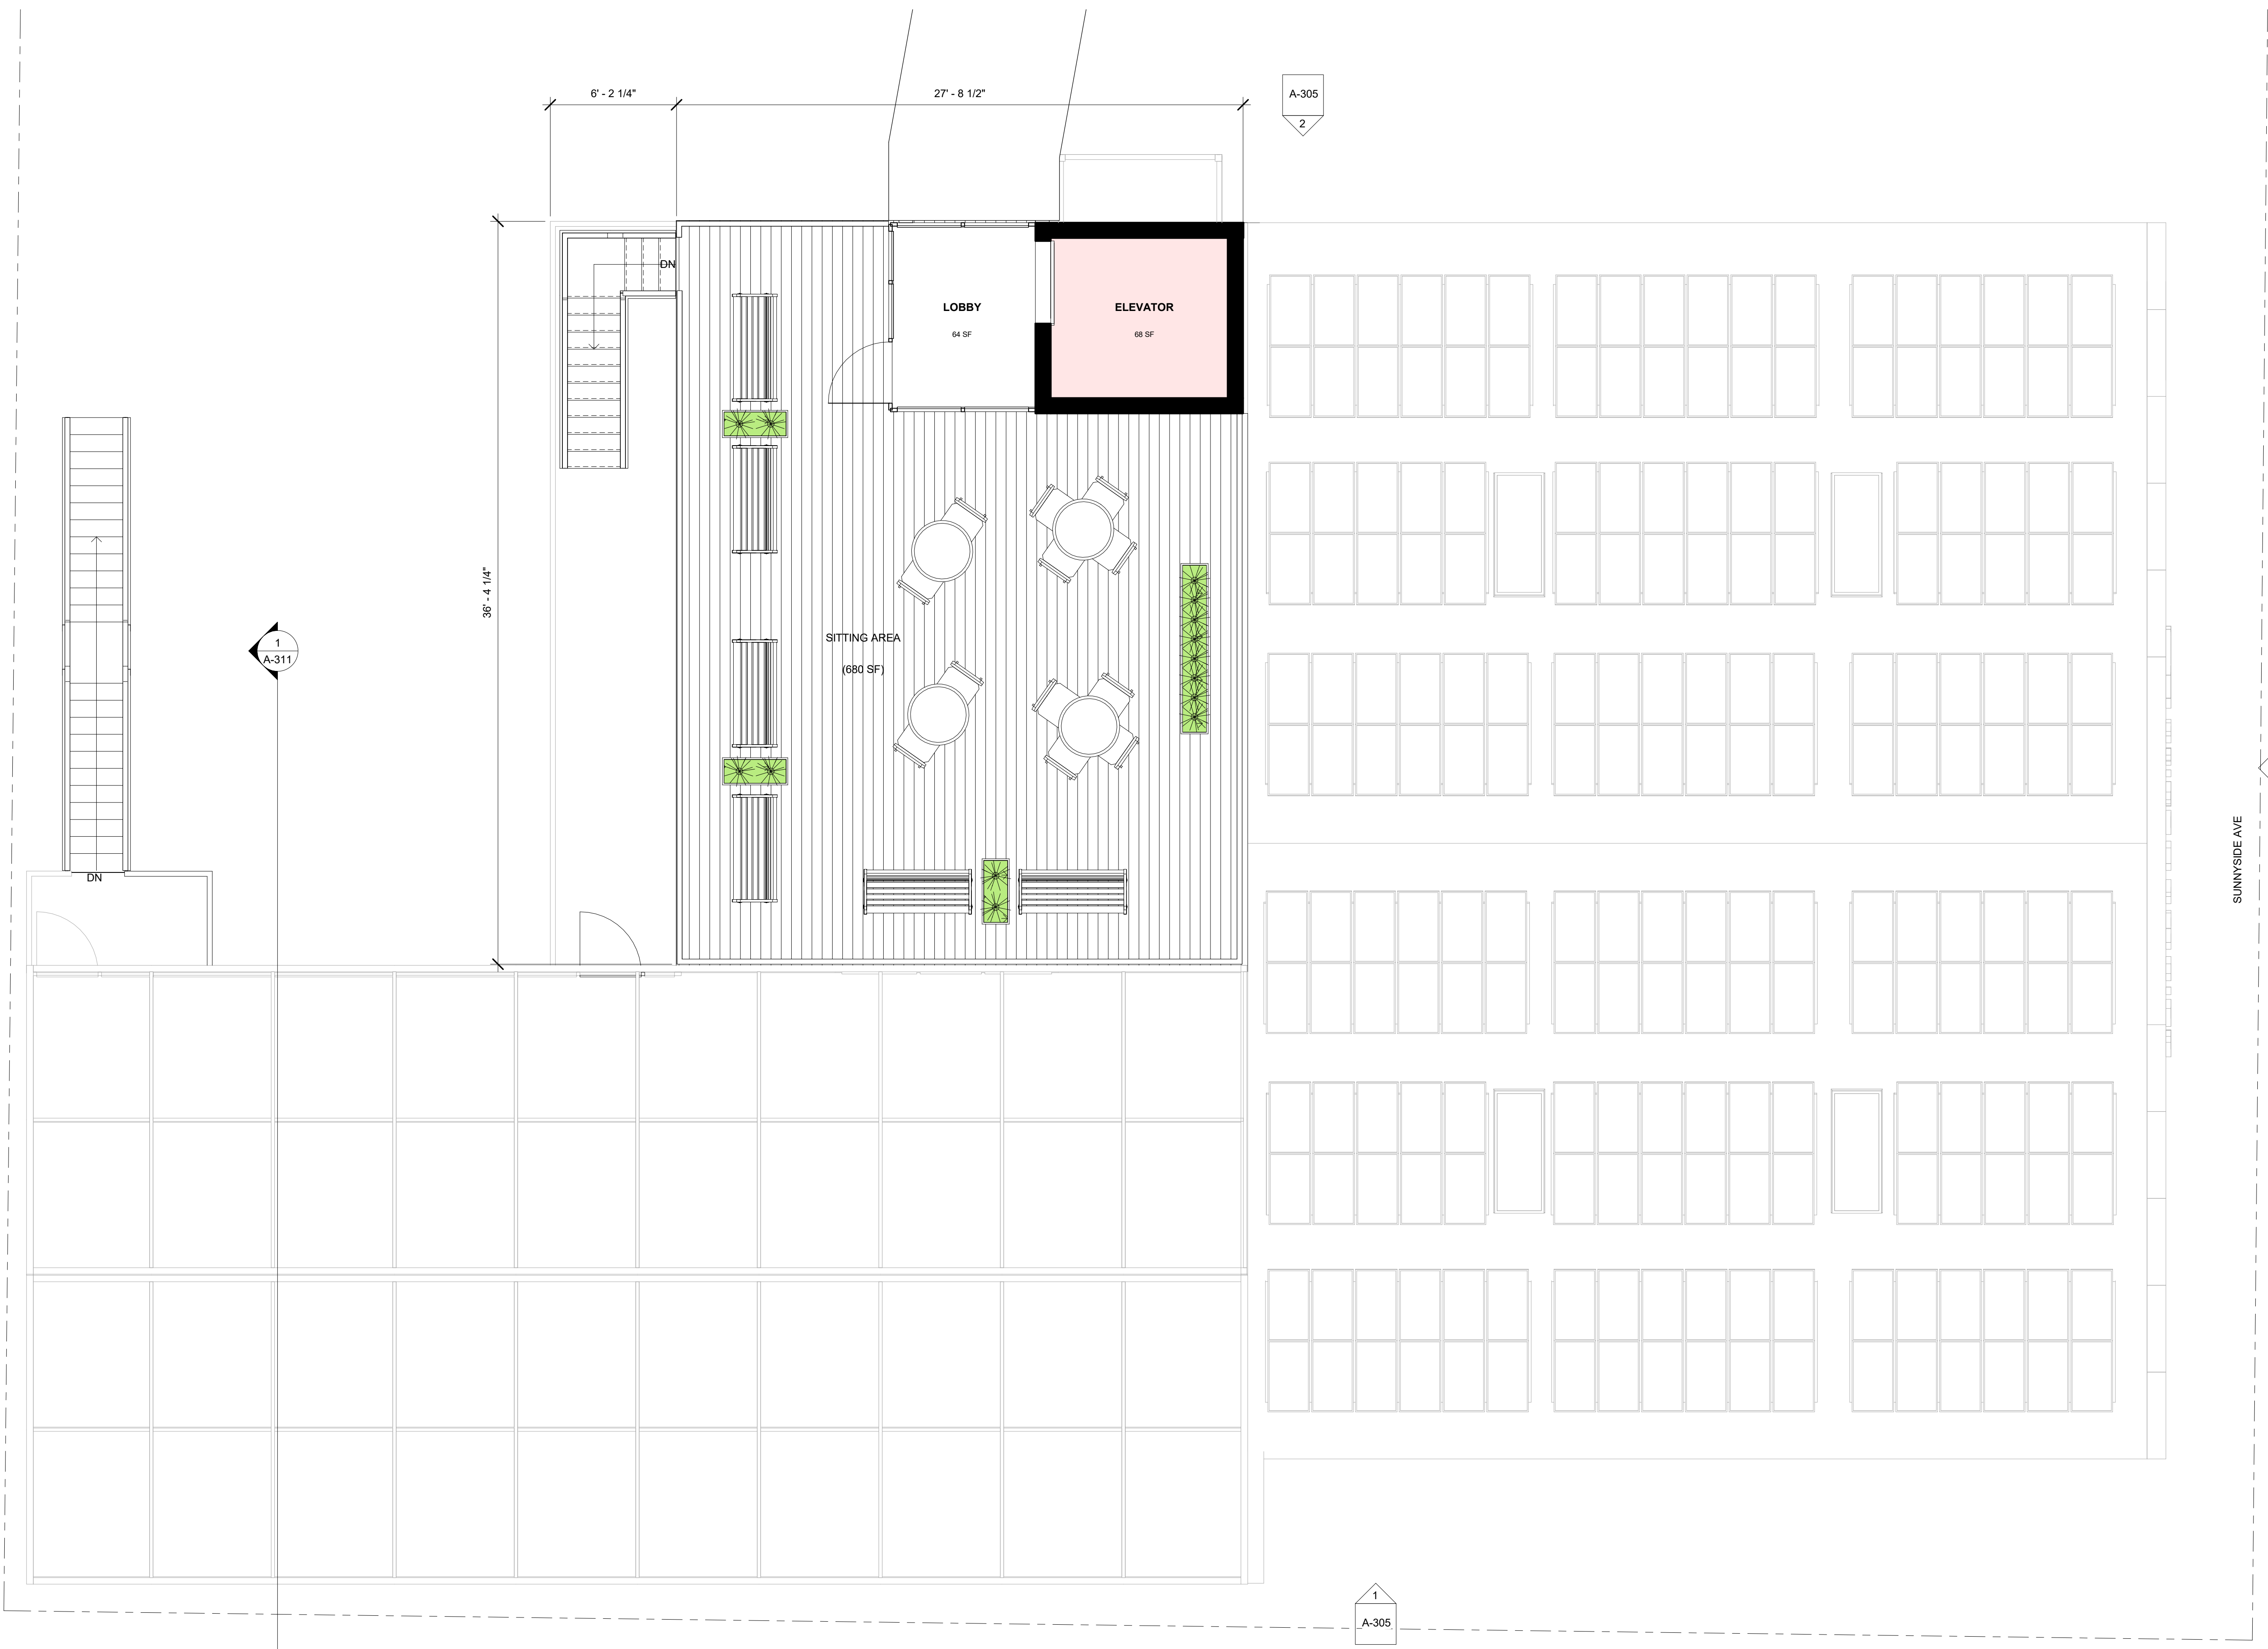 6' - 2 1/4"
27' - 8 1/2"
A-305
2
DN
LOBBY
64 SF
ELEVATOR
68 SF
36' - 4 1/4"
SITTING AREA
(680 SF)
1
A-311
DN
SUNNYSIDE AVE
1
A-305